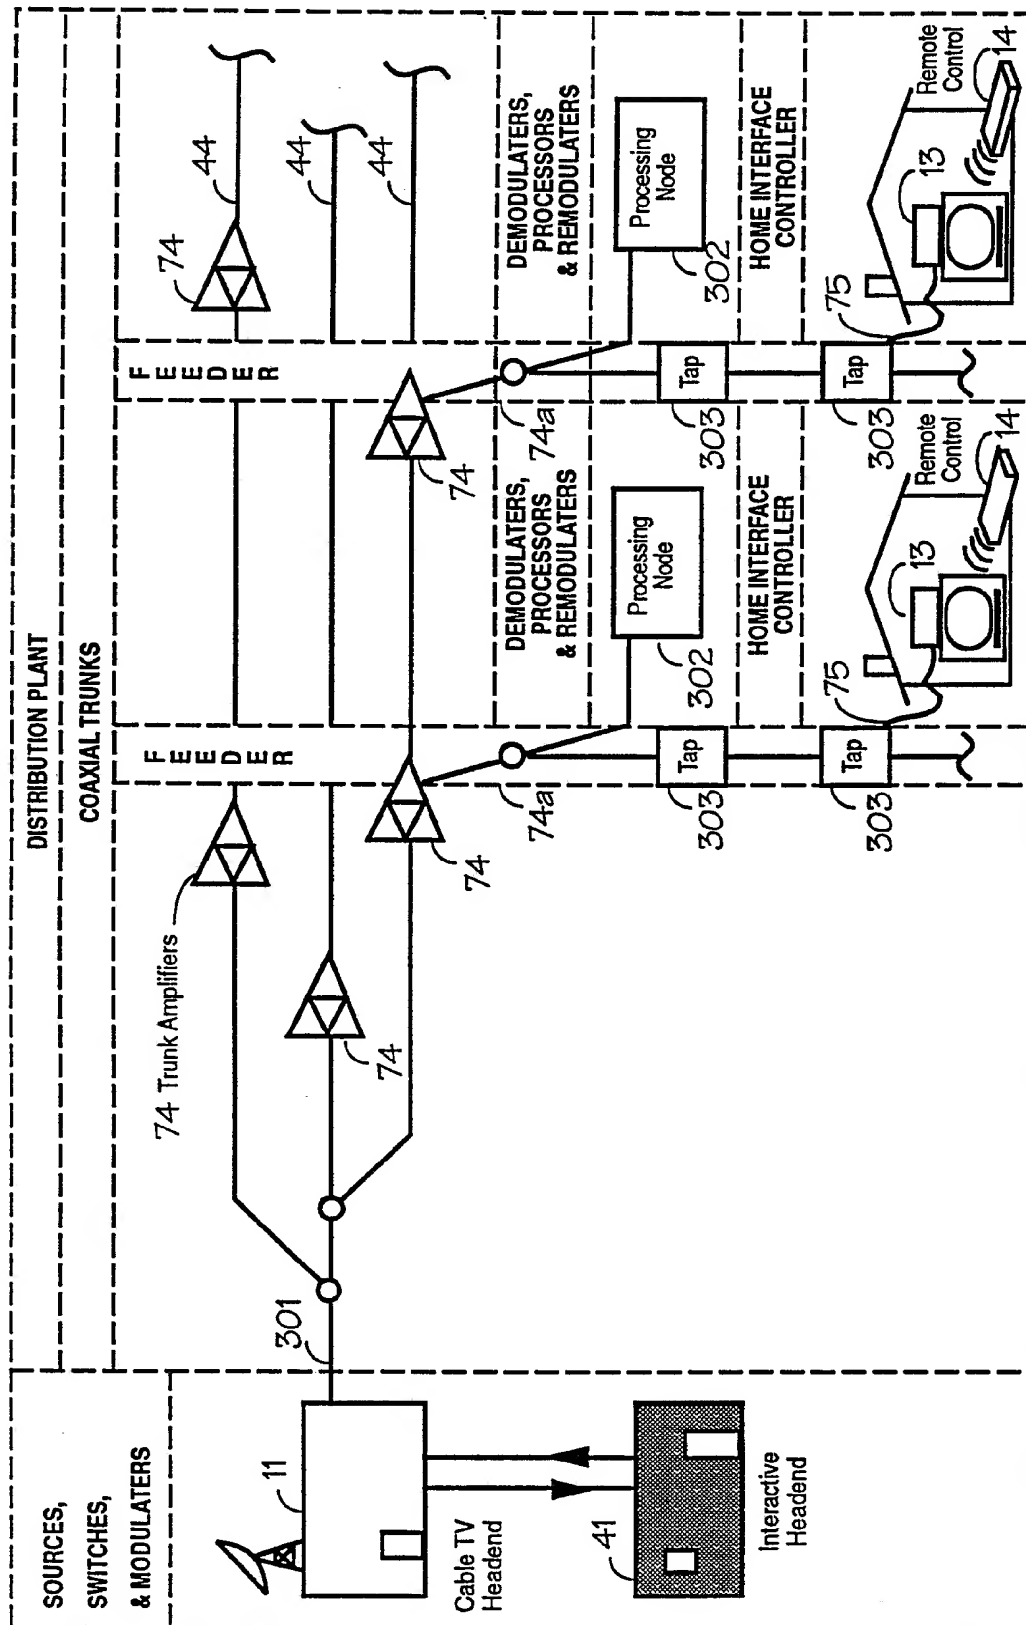 DISTRIBUTION PLANT
COAXIAL TRUNKS
SOURCES,
SWITCHES,
& MODULATERS
11
Cable TV
Headend
41
Interactive
Headend
301
74 Trunk Amplifiers
74
74
FEEDER
74a
DEMODULATERS,
PROCESSORS
& REMODULATERS
Processing
Node
302
HOME INTERFACE
CONTROLLER
Tap
303
Tap
303
75
13
Remote
Control
14
74
FEEDER
74a
74
44
44
44
DEMODULATERS,
PROCESSORS
& REMODULATERS
Processing
Node
302
HOME INTERFACE
CONTROLLER
Tap
303
Tap
303
75
13
Remote
Control
14